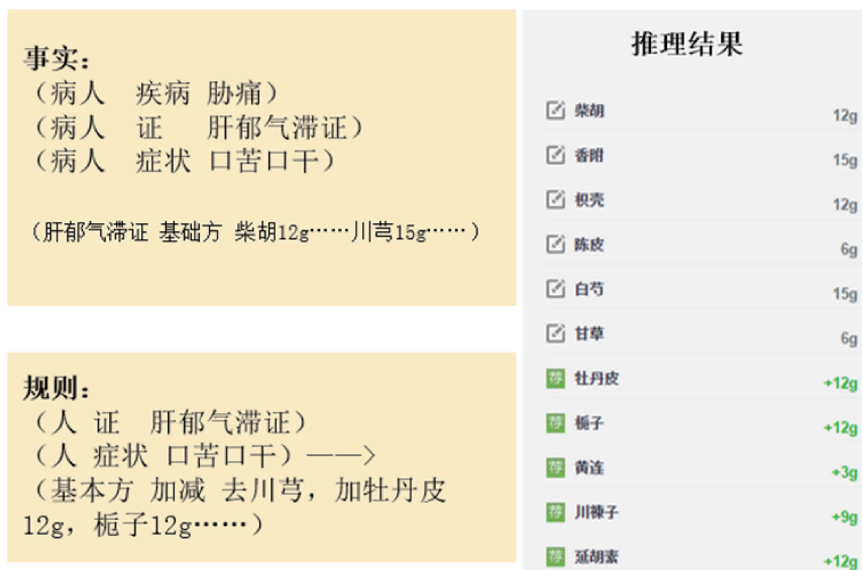 事实：
（病人 疾病 胁痛）
（病人 证 肝郁气滞证）
（病人 症状 口苦口干）
（肝郁气滞证 基础方 柴胡12g……川芎15g……）
规则：
（人 证 肝郁气滞证）
（人 症状 口苦口干）——>
（基本方 加减 去川芎，加牡丹皮
12g，栀子12g……）
推理结果
柴胡 12g
香附 15g
枳壳 12g
陈皮 6g
白芍 15g
甘草 6g
荐 牡丹皮 +12g
荐 栀子 +12g
荐 黄连 +3g
荐 川楝子 +9g
荐 延胡索 +12g